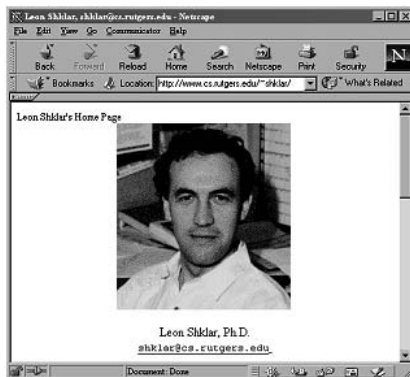 Leon Shklar, shklar@cs.rutgers.edu - Netscape
File Edit View Go Communicator Help
Back Forward Reload Home Search Netscape Print Security
N
Bookmarks Location: http://www.cs.rutgers.edu/~shklar/ What's Related
Leon Shklar's Home Page
Leon Shklar, Ph.D.
shklar@cs.rutgers.edu
Document: Done